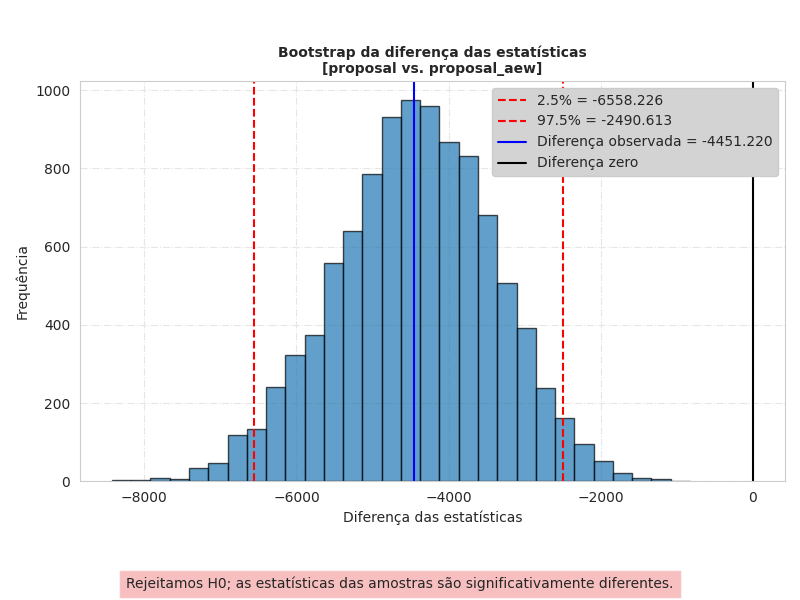 Bootstrap da diferença das estatísticas
[proposal vs. proposal_aew]
1000
800
600
400
200
0
Frequência
2.5% = -6558.226
97.5% = -2490.613
Diferença observada = -4451.220
Diferença zero
−8000
−6000
−4000
−2000
0
Diferença das estatísticas
Rejeitamos H0; as estatísticas das amostras são significativamente diferentes.